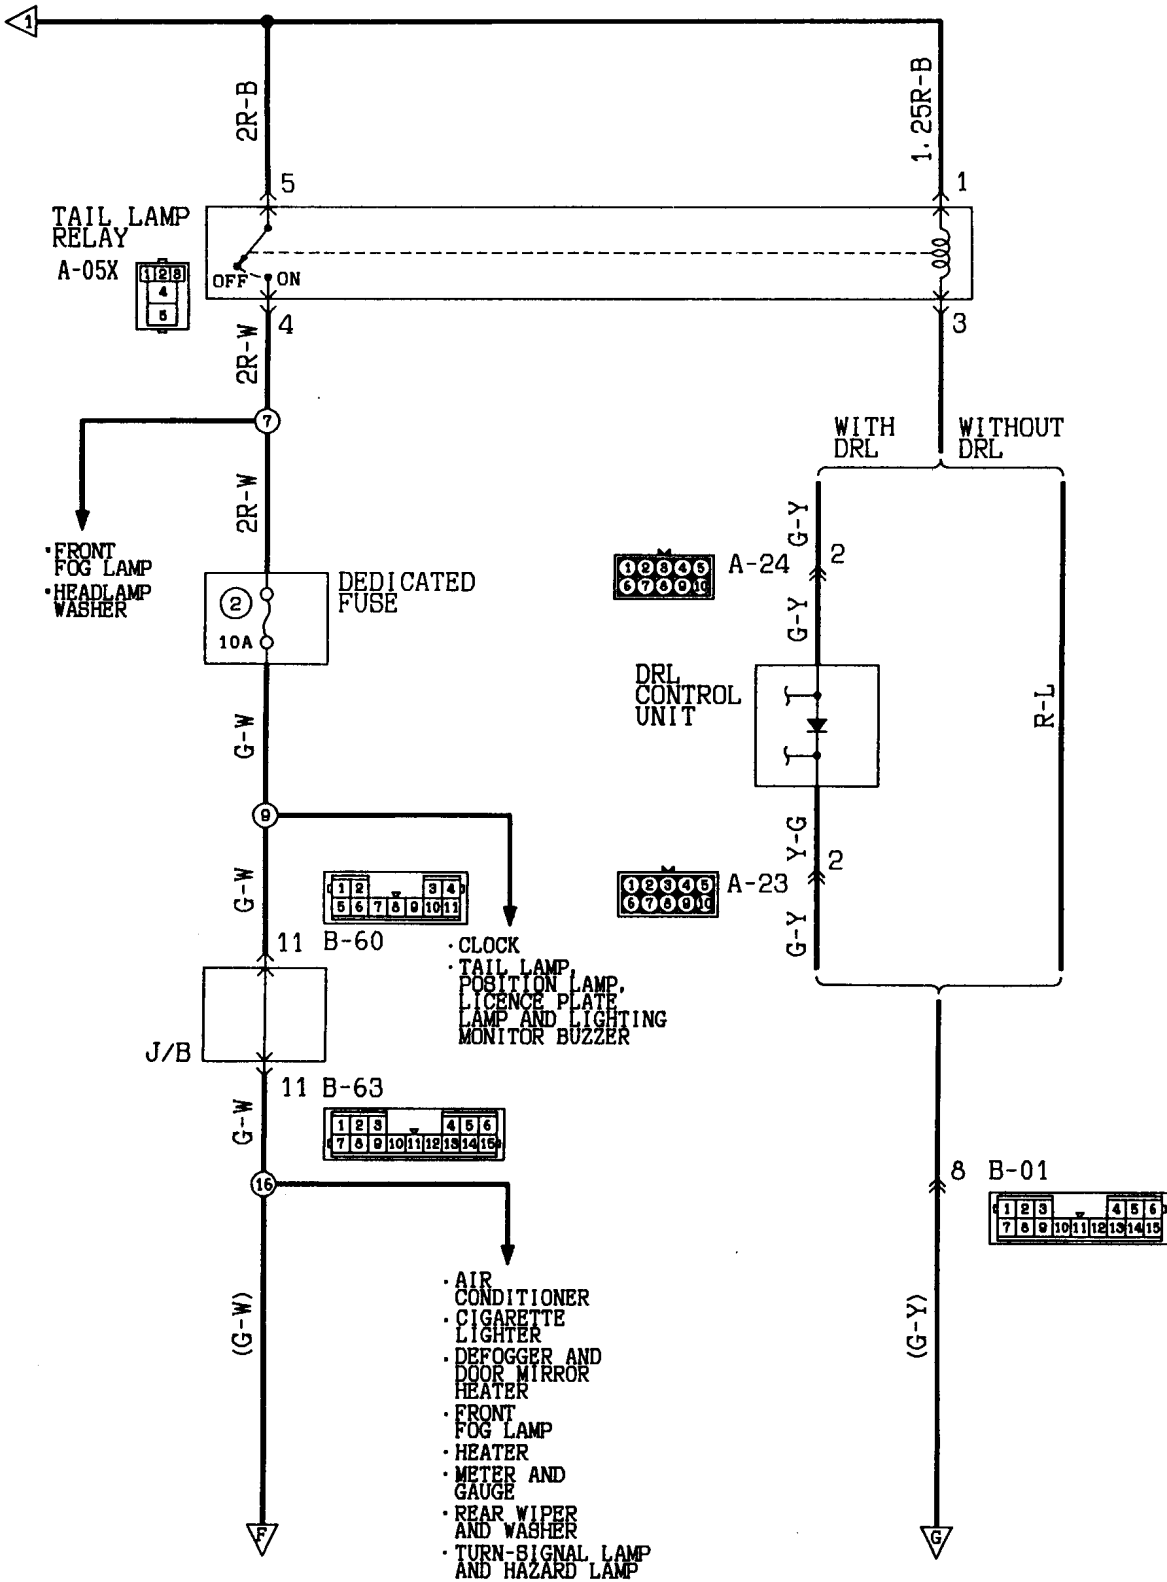 1
2R-B
1.25R-B
5
1
TAIL LAMP
RELAY
A-05X
1 2 3
4
5
OFF
ON
4
3
2R-W
7
WITH
DRL
WITHOUT
DRL
2R-W
G-Y
·FRONT
FOG LAMP
·HEADLAMP
WASHER
A-24
2
1 2 3 4 5
6 7 8 9 10
DEDICATED
FUSE
2
10A
G-Y
DRL
CONTROL
UNIT
R-L
G-W
9
Y-G
G-W
2
A-23
1 2 3 4 5
6 7 8 9 10
1 2 3 4
5 6 7 8 9 10 11
G-Y
11 B-60
·CLOCK
·TAIL LAMP,
POSITION LAMP,
LICENCE PLATE
LAMP AND LIGHTING
MONITOR BUZZER
J/B
11 B-63
G-W
1 2 3 4 5 6
7 8 9 10 11 12 13 14 15
16
8 B-01
1 2 3 4 5 6
7 8 9 10 11 12 13 14 15
(G-W)
(G-Y)
·AIR
CONDITIONER
·CIGARETTE
LIGHTER
·DEFOGGER AND
DOOR MIRROR
HEATER
·FRONT
FOG LAMP
·HEATER
·METER AND
GAUGE
·REAR WIPER
AND WASHER
·TURN-SIGNAL LAMP
AND HAZARD LAMP
F
G